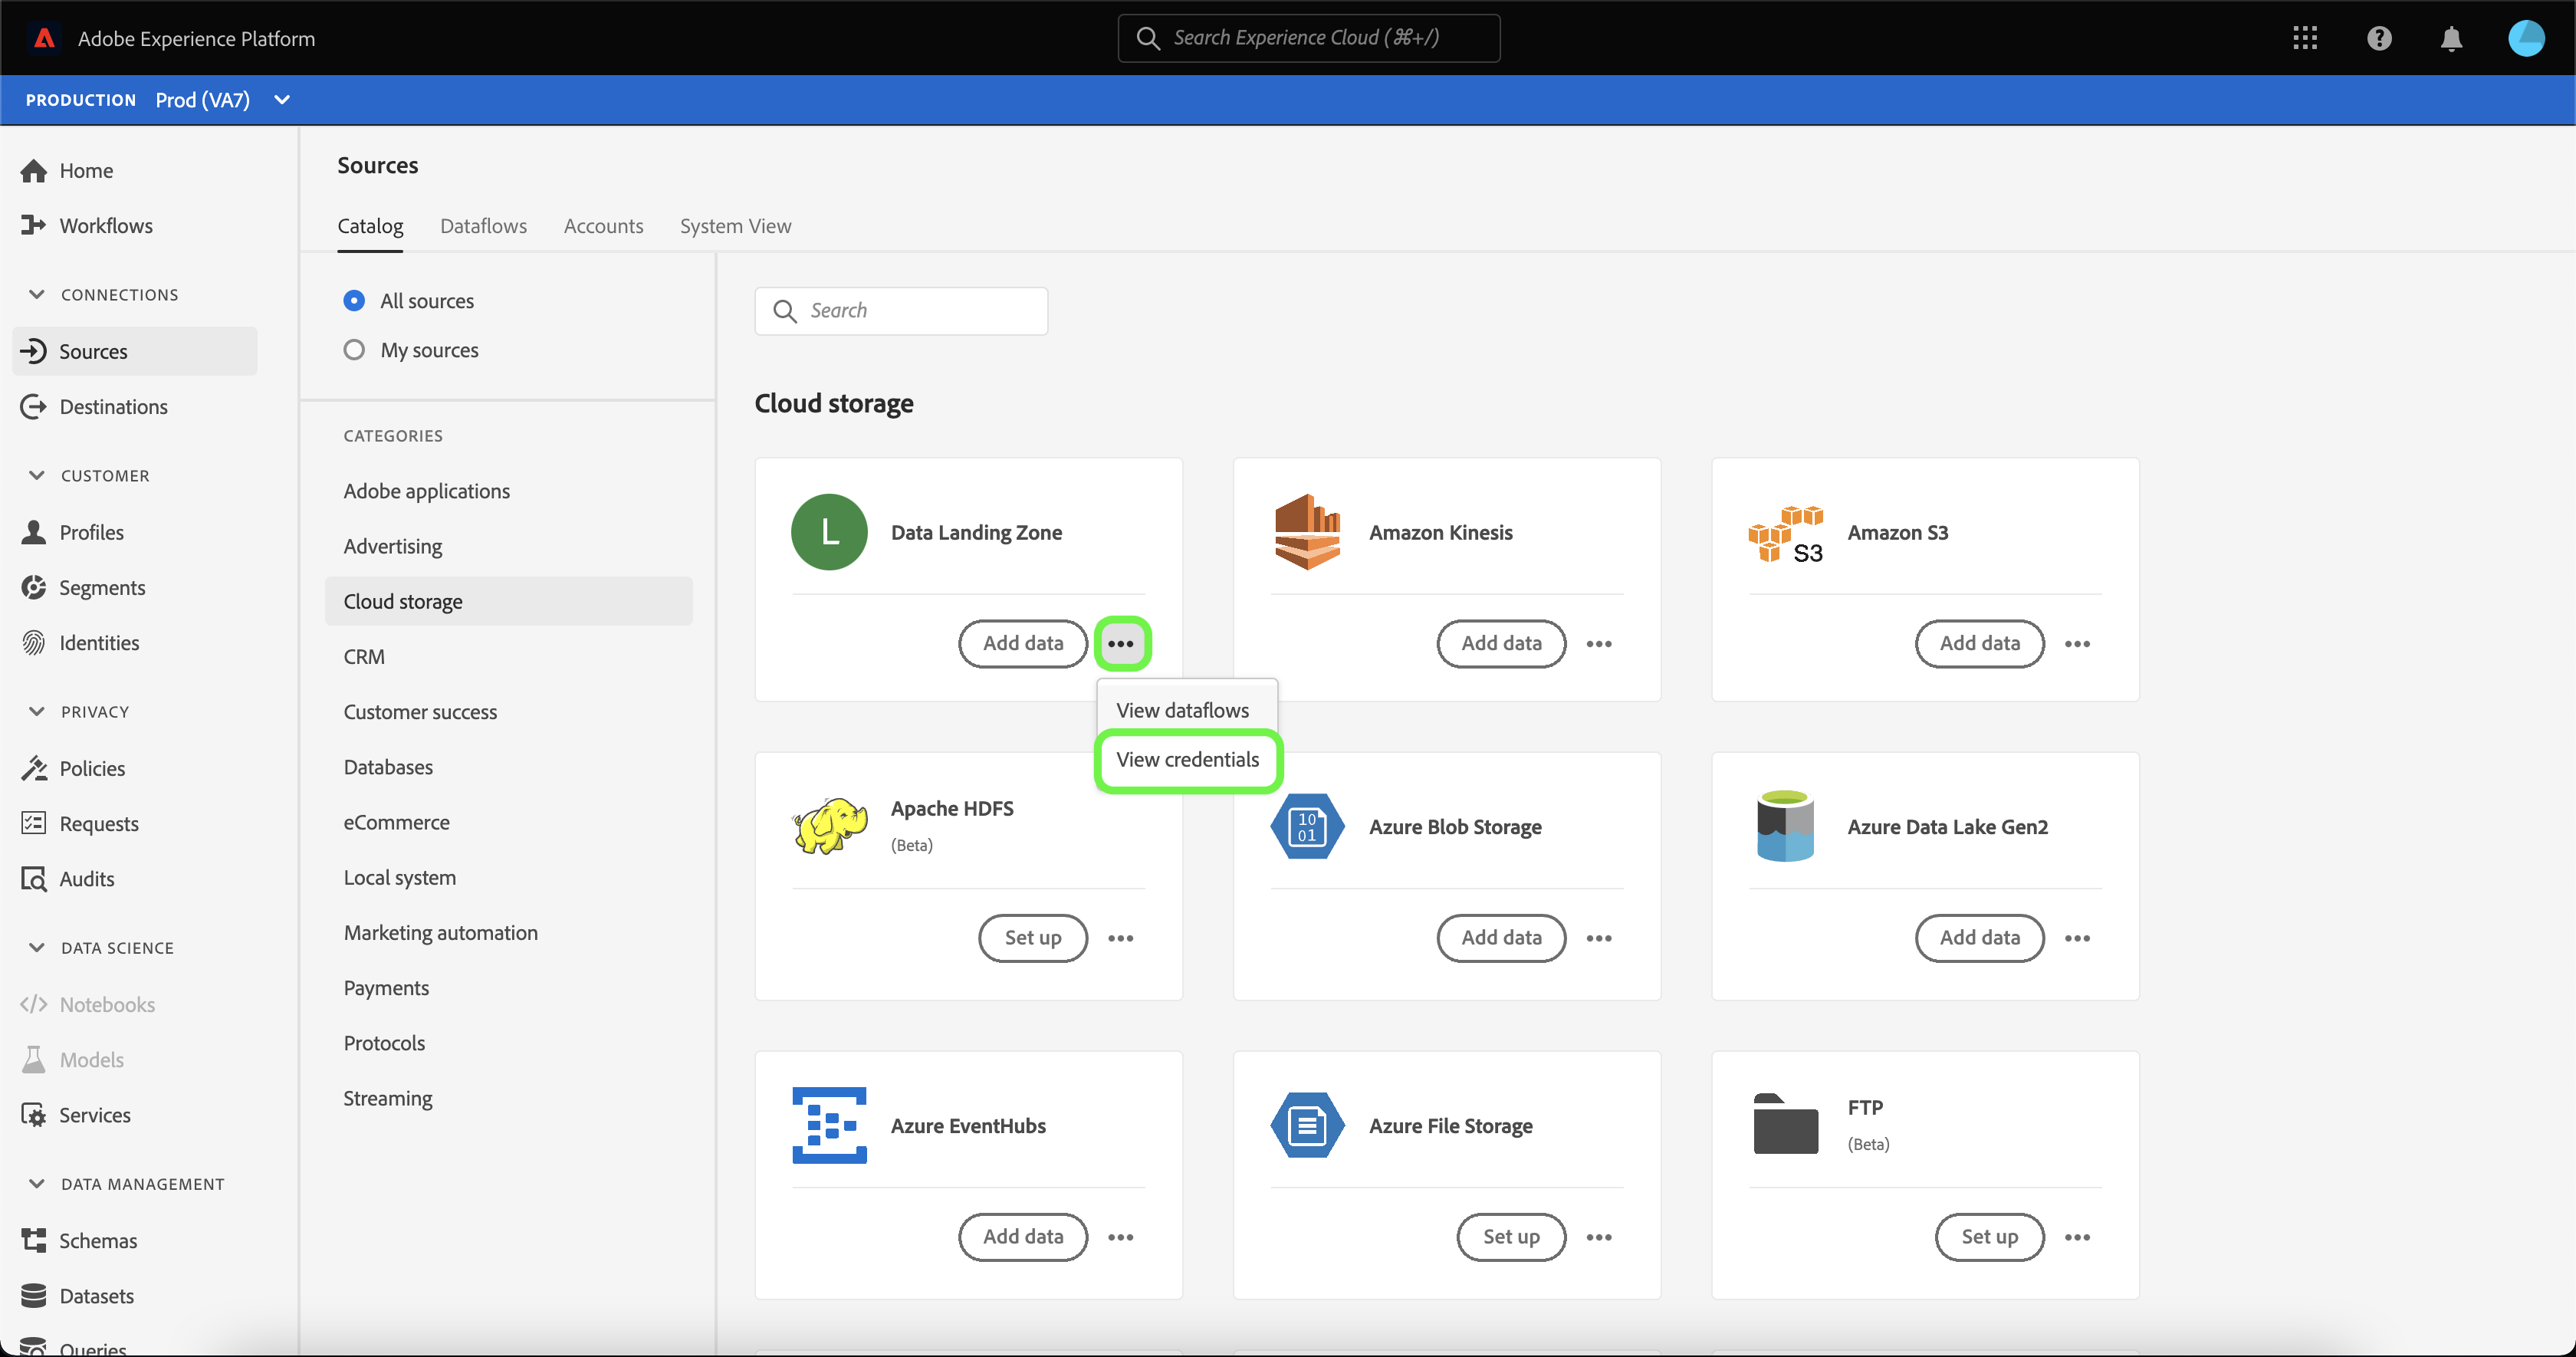 Adobe Experience Platform
Search Experience Cloud (⌘+/)
PRODUCTION Prod (VA7)
Home
Workflows
CONNECTIONS
Sources
Destinations
CUSTOMER
Profiles
Segments
Identities
PRIVACY
Policies
Requests
Audits
DATA SCIENCE
Notebooks
Models
Services
DATA MANAGEMENT
Schemas
Datasets
Queries
Sources
Catalog Dataflows Accounts System View
All sources
My sources
CATEGORIES
Adobe applications
Advertising
Cloud storage
CRM
Customer success
Databases
eCommerce
Local system
Marketing automation
Payments
Protocols
Streaming
Search
Cloud storage
L
Data Landing Zone
Add data
View dataflows
View credentials
Amazon Kinesis
Add data
S3
Amazon S3
Add data
Apache HDFS
(Beta)
Set up
10
01
Azure Blob Storage
Add data
Azure Data Lake Gen2
Add data
Azure EventHubs
Add data
Azure File Storage
Set up
FTP
(Beta)
Set up